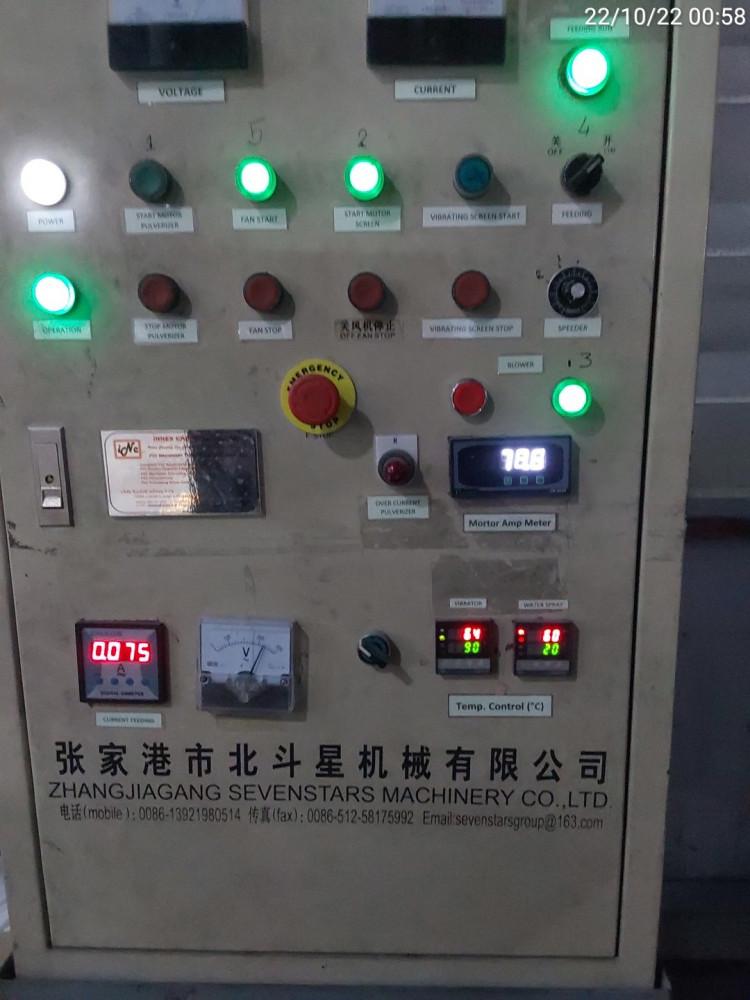 22/10/22 00:58
FEEDING RUN
VOLTAGE
CURRENT
1
5
2
4
关
开
OFF
ON
POWER
START MOTOR
PULVERIZER
FAN START
START MOTOR
SCREEN
VIBRATING SCREEN START
FEEDING
OPERATION
STOP MOTOR
PULVERIZER
FAN STOP
关风机停止
OFF FAN STOP
VIBRATING SCREEN STOP
SPEEDER
BLOWER
3
EMERGENCY
STOP
iNe
OVER CURRENT
PULVERIZER
78.8
Mortor Amp Meter
VIBRATOR
WATER SPRAY
0.075
A
CURRENT FEEDING
V
64
90
60
20
Temp. Control (°C)
张家港市北斗星机械有限公司
ZHANGJIAGANG SEVENSTARS MACHINERY CO.,LTD.
电话(mobile): 0086-13921980514 传真(fax): 0086-512-58175992 Email:sevenstarsgroup@163.com